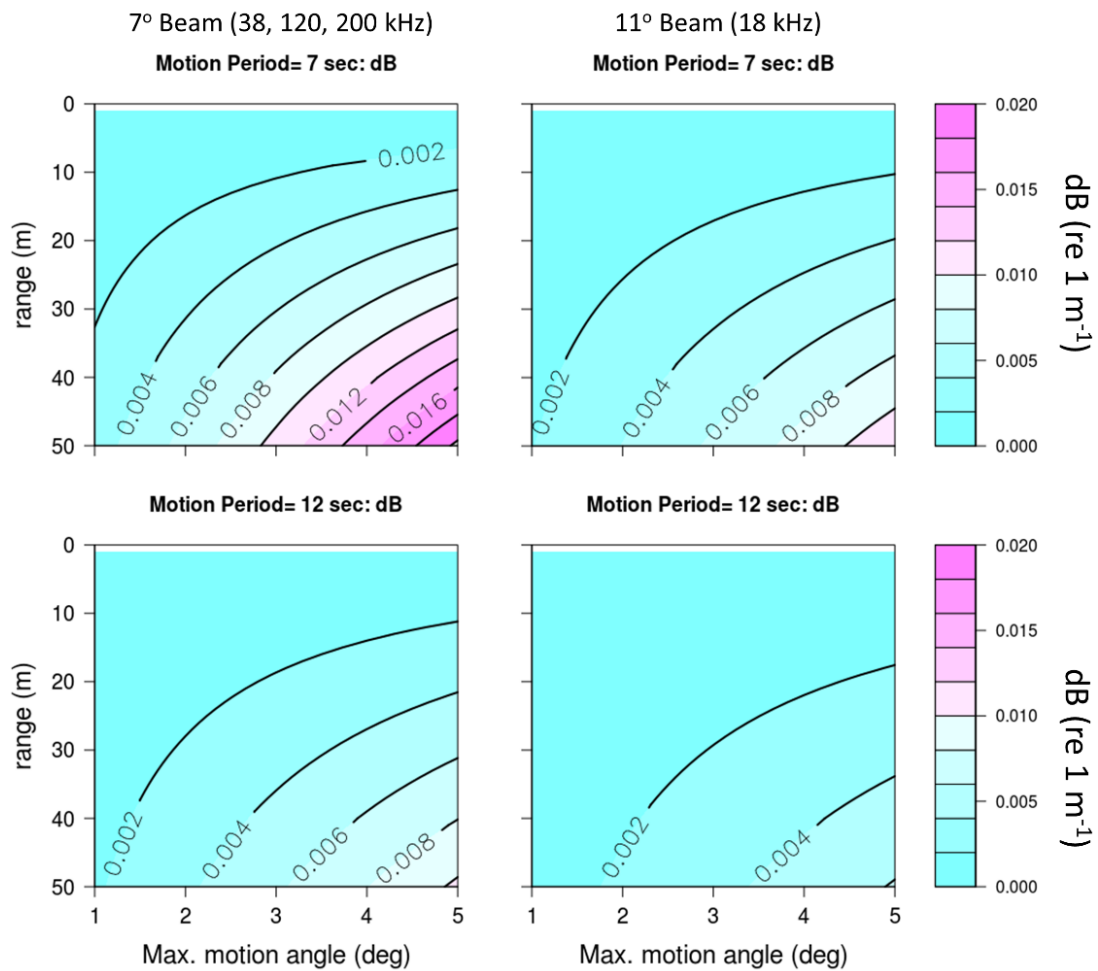 7º Beam (38, 120, 200 kHz)
11º Beam (18 kHz)
Motion Period= 7 sec: dB
Motion Period= 7 sec: dB
range (m)
0
10
20
30
40
50
0.002
0.004
0.006
0.008
0.012
0.016
0.002
0.004
0.006
0.008
0.020
0.015
0.010
0.005
0.000
dB (re 1 m⁻¹)
Motion Period= 12 sec: dB
Motion Period= 12 sec: dB
range (m)
0
10
20
30
40
50
0.002
0.004
0.006
0.008
0.002
0.004
0.020
0.015
0.010
0.005
0.000
dB (re 1 m⁻¹)
1 2 3 4 5
1 2 3 4 5
Max. motion angle (deg)
Max. motion angle (deg)